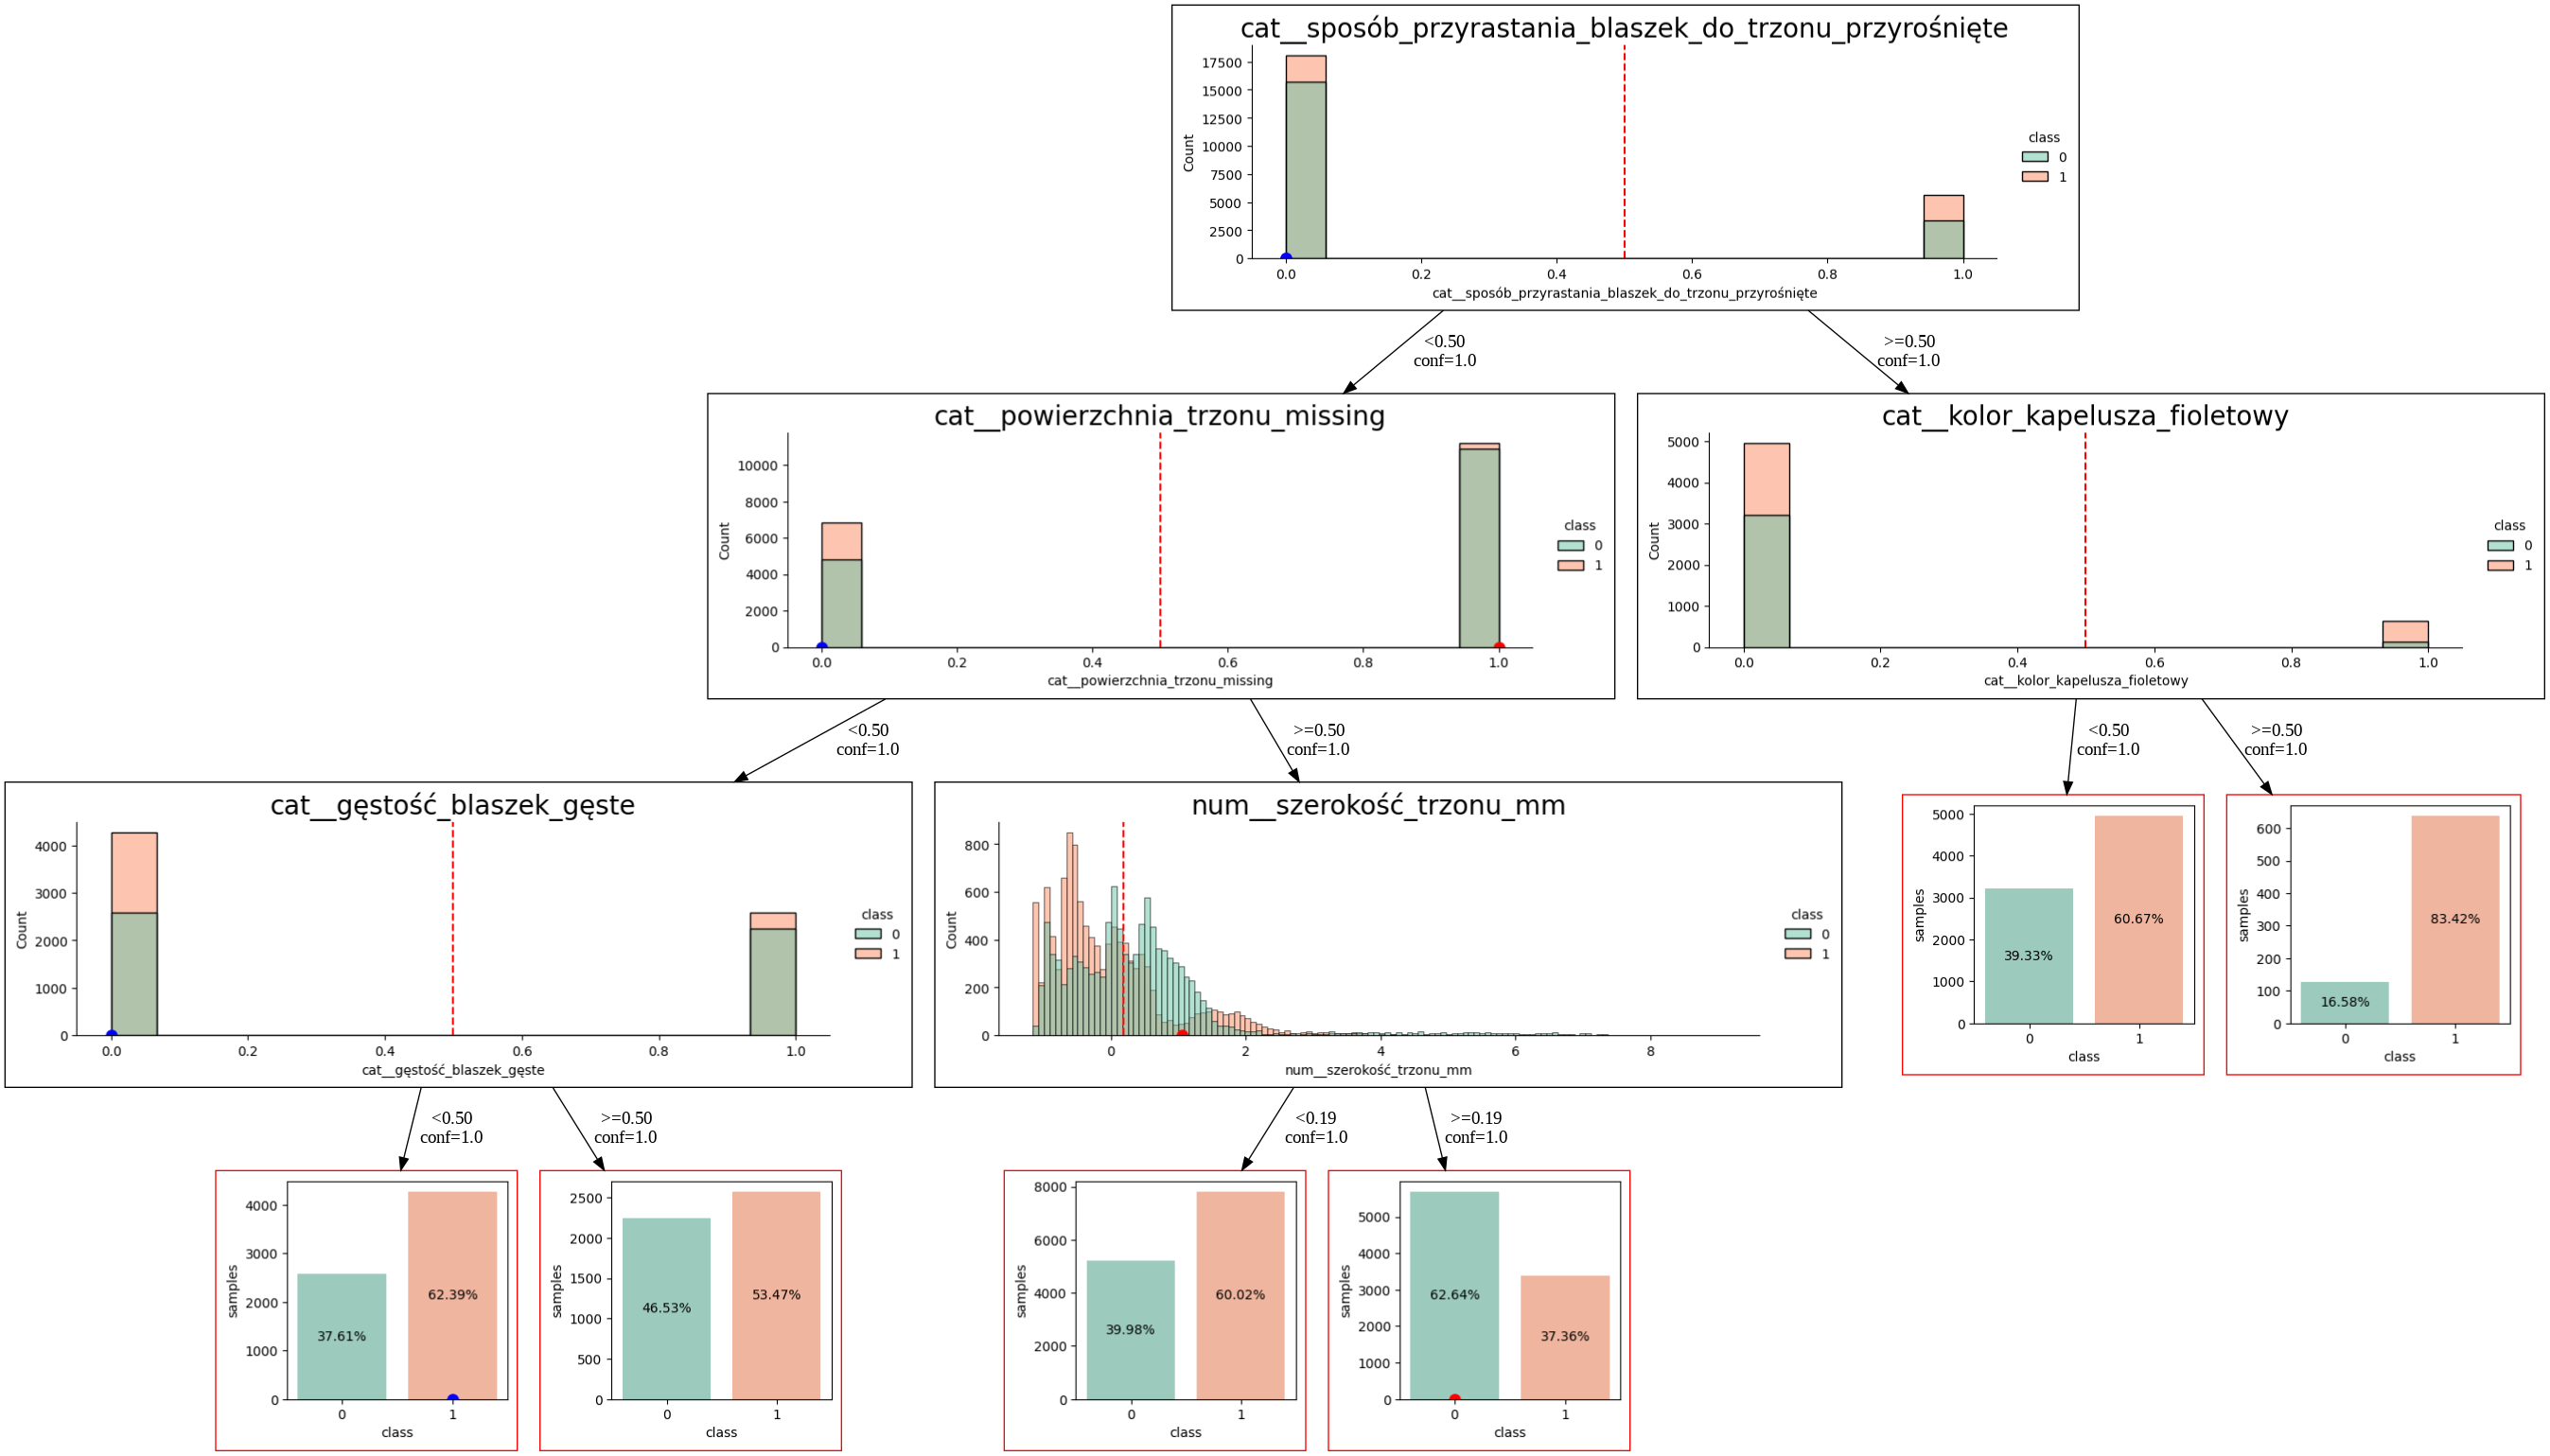 cat__sposób_przyrastania_blaszek_do_trzonu_przyrośnięte
17500
15000
12500
10000
7500
5000
2500
0
Count
0.0 0.2 0.4 0.6 0.8 1.0
cat__sposób_przyrastania_blaszek_do_trzonu_przyrośnięte
class
0
1
<0.50
conf=1.0
>=0.50
conf=1.0
cat__powierzchnia_trzonu_missing
10000
8000
6000
4000
2000
0
Count
0.0 0.2 0.4 0.6 0.8 1.0
cat__powierzchnia_trzonu_missing
class
0
1
cat__kolor_kapelusza_fioletowy
5000
4000
3000
2000
1000
0
Count
0.0 0.2 0.4 0.6 0.8 1.0
cat__kolor_kapelusza_fioletowy
class
0
1
<0.50
conf=1.0
>=0.50
conf=1.0
<0.50
conf=1.0
>=0.50
conf=1.0
cat__gęstość_blaszek_gęste
4000
3000
2000
1000
0
Count
0.0 0.2 0.4 0.6 0.8 1.0
cat__gęstość_blaszek_gęste
class
0
1
num__szerokość_trzonu_mm
800
600
400
200
0
Count
0 2 4 6 8
num__szerokość_trzonu_mm
class
0
1
5000
4000
3000
2000
1000
0
samples
39.33%
60.67%
0 1
class
600
500
400
300
200
100
0
samples
16.58%
83.42%
0 1
class
<0.50
conf=1.0
>=0.50
conf=1.0
<0.19
conf=1.0
>=0.19
conf=1.0
4000
3000
2000
1000
0
samples
37.61%
62.39%
0 1
class
2500
2000
1500
1000
500
0
samples
46.53%
53.47%
0 1
class
8000
6000
4000
2000
0
samples
39.98%
60.02%
0 1
class
5000
4000
3000
2000
1000
0
samples
62.64%
37.36%
0 1
class